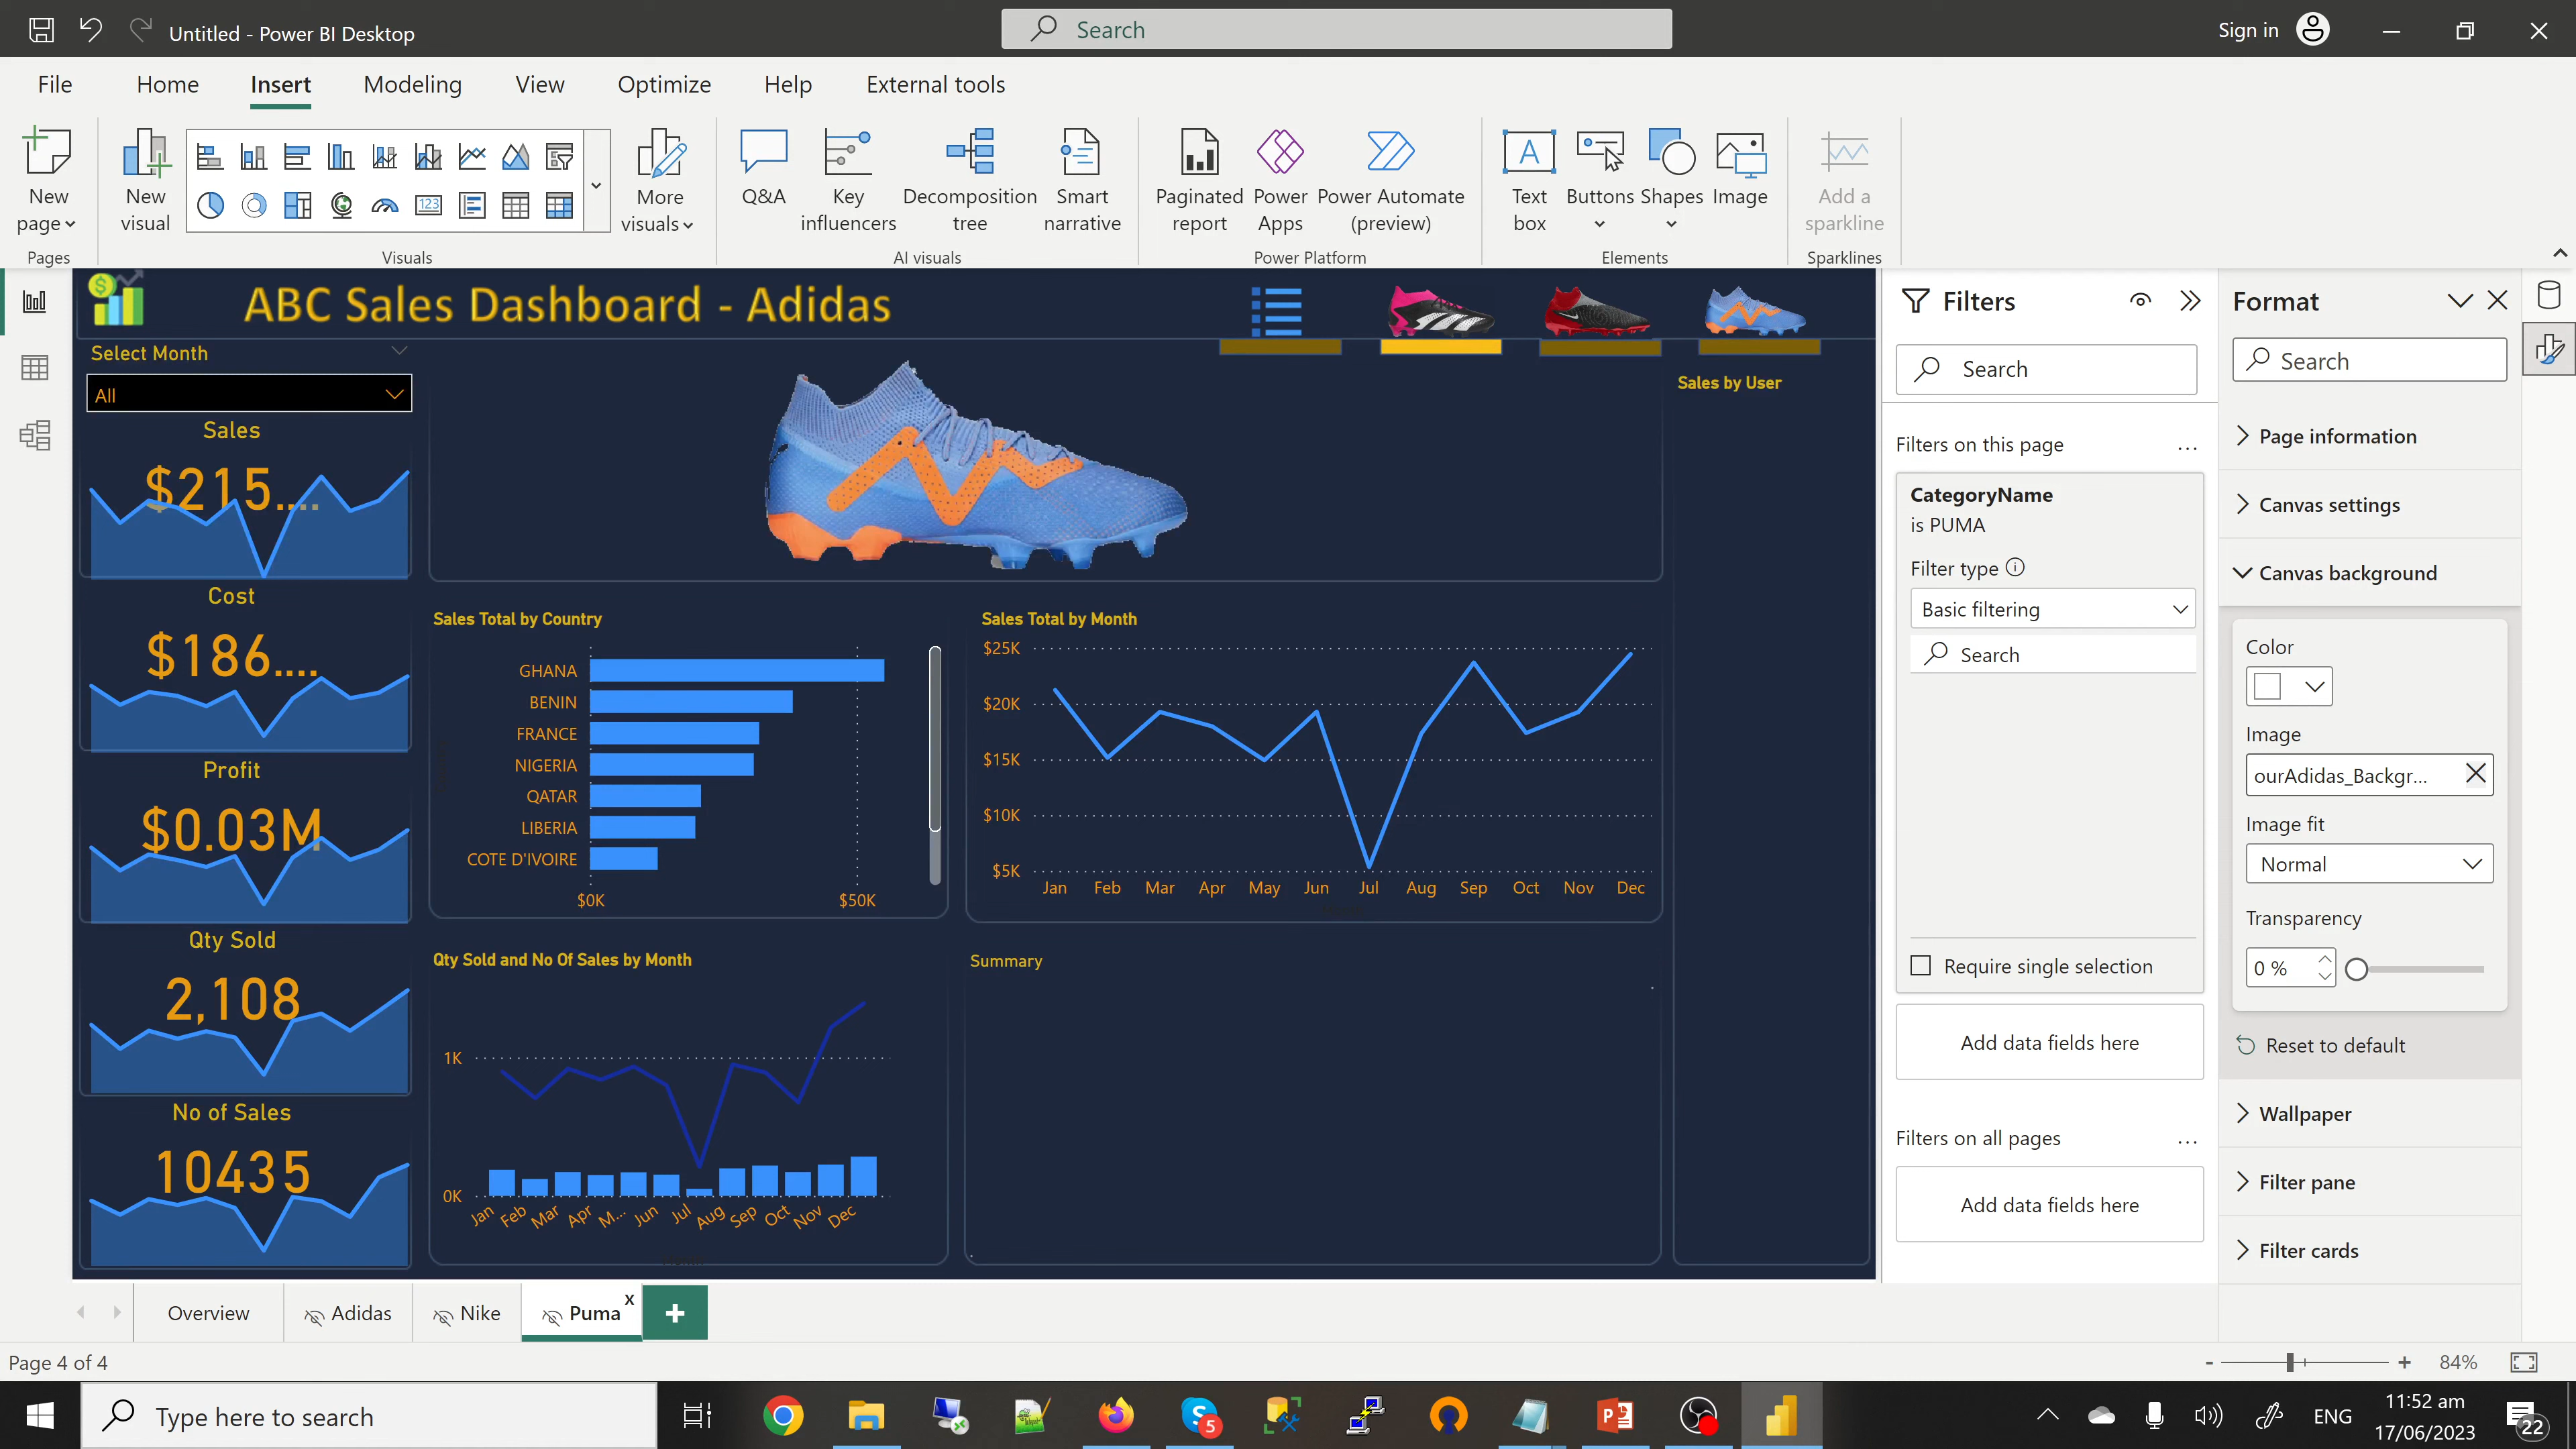 Untitled - Power BI Desktop
Search
Sign in
File
Home
Insert
Modeling
View
Optimize
Help
External tools
New
page
New
visual
More
visuals
Q&A
Key
influencers
Decomposition
tree
Smart
narrative
Paginated
report
Power
Apps
Power Automate
(preview)
Text
box
Buttons
Shapes
Image
Add a
sparkline
Pages
Visuals
AI visuals
Power Platform
Elements
Sparklines
ABC Sales Dashboard - Adidas
Select Month
All
Sales
$215....
Cost
$186....
Profit
$0.03M
Qty Sold
2,108
No of Sales
10435
Sales by User
Sales Total by Country
GHANA
BENIN
FRANCE
NIGERIA
QATAR
LIBERIA
COTE D'IVOIRE
$0K
$50K
Sales Total by Month
$25K
$20K
$15K
$10K
$5K
Jan Feb Mar Apr May Jun Jul Aug Sep Oct Nov Dec
Qty Sold and No Of Sales by Month
1K
0K
Jan Feb Mar Apr M... Jun Jul Aug Sep Oct Nov Dec
Summary
Filters
Search
Filters on this page
...
CategoryName
is PUMA
Filter type
Basic filtering
Search
Require single selection
Add data fields here
Filters on all pages
...
Add data fields here
Format
Search
Page information
Canvas settings
Canvas background
Color
Image
ourAdidas_Backgr...
Image fit
Normal
Transparency
0 %
Reset to default
Wallpaper
Filter pane
Filter cards
Overview
Adidas
Nike
Puma
x
Page 4 of 4
- + 84%
Type here to search
5
ENG
11:52 am
17/06/2023
22